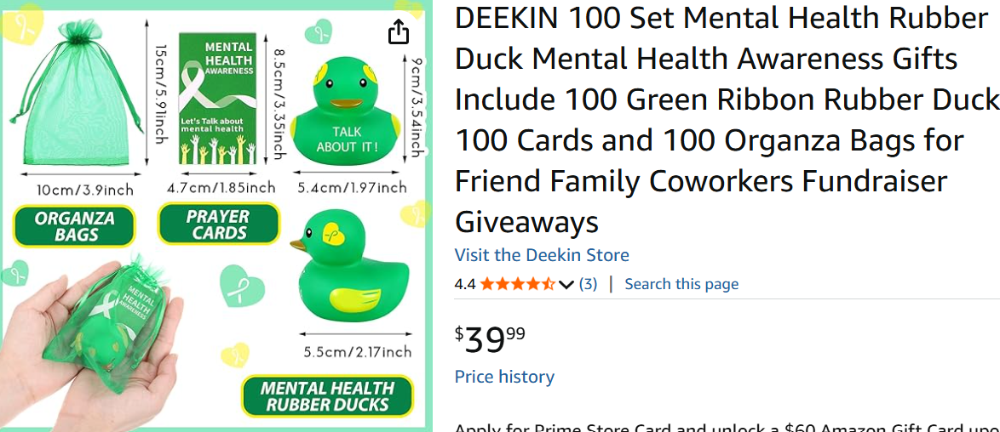 15cm/5.91inch
10cm/3.9inch
ORGANZA
BAGS
MENTAL
HEALTH
AWARENESS
Let's Talk about
mental health
8.5cm/3.35inch
4.7cm/1.85inch
PRAYER
CARDS
TALK
ABOUT IT !
9cm/3.54inch
5.4cm/1.97inch
MENTAL
HEALTH
AWARENESS
5.5cm/2.17inch
MENTAL HEALTH
RUBBER DUCKS
DEEKIN 100 Set Mental Health Rubber
Duck Mental Health Awareness Gifts
Include 100 Green Ribbon Rubber Duck
100 Cards and 100 Organza Bags for
Friend Family Coworkers Fundraiser
Giveaways
Visit the Deekin Store
4.4 (3) | Search this page
$3999
Price history
Apply for Prime Store Card and unlock a $60 Amazon Gift Card upo